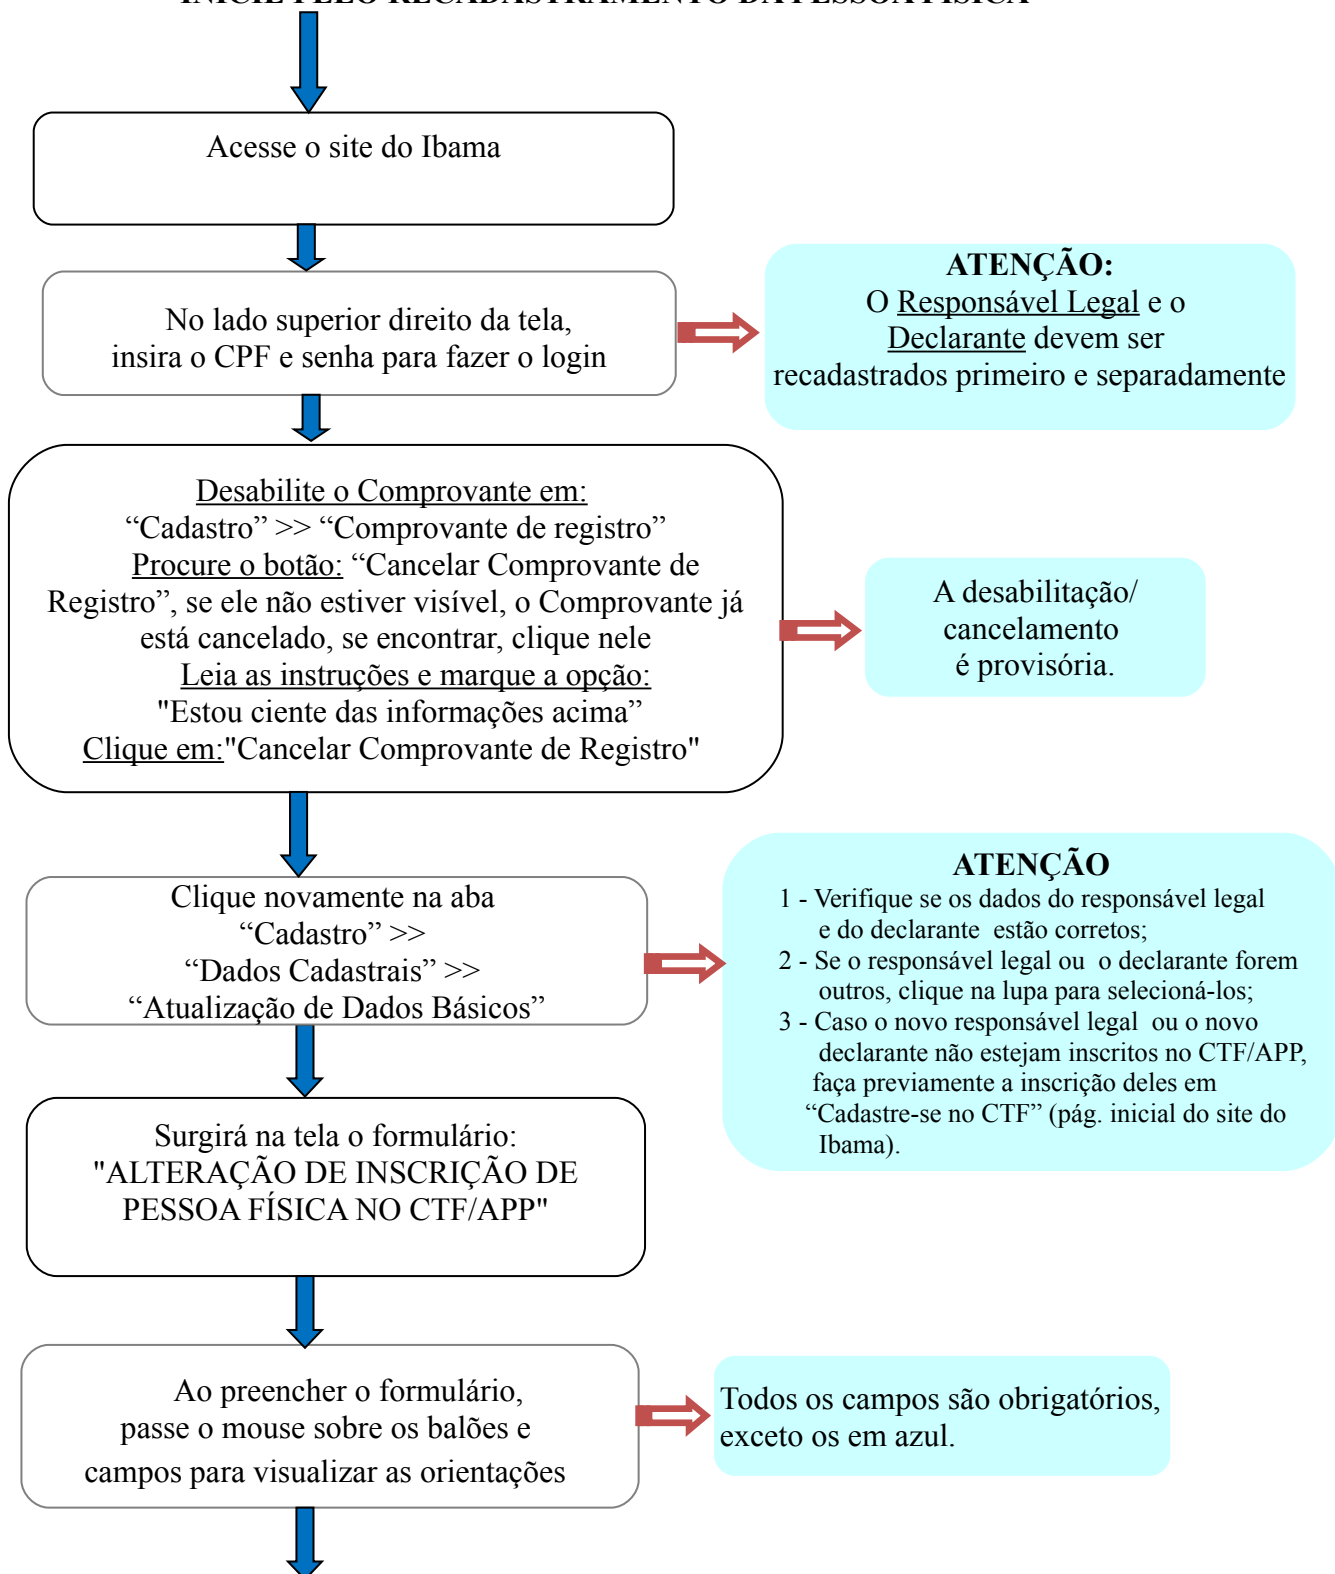 INICIE PELO RECADASTRAMENTO DA PESSOA FÍSICA
Acesse o site do Ibama
No lado superior direito da tela,
insira o CPF e senha para fazer o login
ATENÇÃO:
O Responsável Legal e o
Declarante devem ser
recadastrados primeiro e separadamente
Desabilite o Comprovante em:
“Cadastro” >> “Comprovante de registro”
Procure o botão: “Cancelar Comprovante de
Registro”, se ele não estiver visível, o Comprovante já
está cancelado, se encontrar, clique nele
Leia as instruções e marque a opção:
"Estou ciente das informações acima”
Clique em:"Cancelar Comprovante de Registro"
A desabilitação/
cancelamento
é provisória.
Clique novamente na aba
“Cadastro” >>
“Dados Cadastrais” >>
“Atualização de Dados Básicos”
ATENÇÃO
1 - Verifique se os dados do responsável legal
e do declarante estão corretos;
2 - Se o responsável legal ou o declarante forem
outros, clique na lupa para selecioná-los;
3 - Caso o novo responsável legal ou o novo
declarante não estejam inscritos no CTF/APP,
faça previamente a inscrição deles em
“Cadastre-se no CTF” (pág. inicial do site do
Ibama).
Surgirá na tela o formulário:
"ALTERAÇÃO DE INSCRIÇÃO DE
PESSOA FÍSICA NO CTF/APP"
Ao preencher o formulário,
passe o mouse sobre os balões e
campos para visualizar as orientações
Todos os campos são obrigatórios,
exceto os em azul.